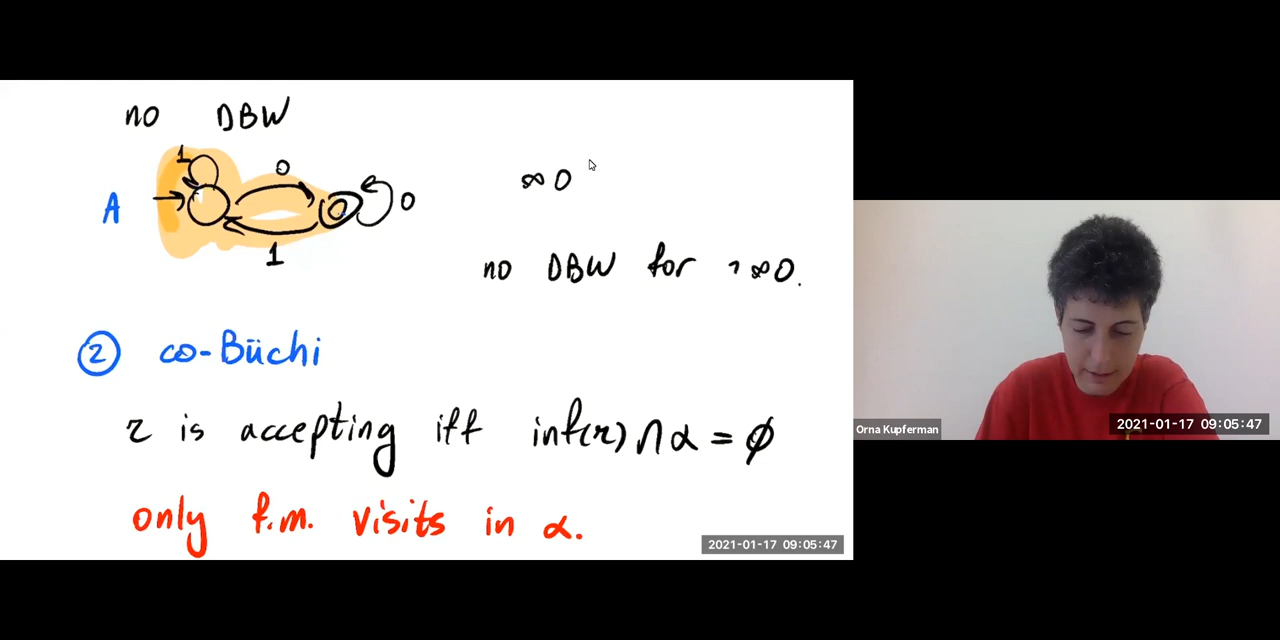 no DBW
1
0
∞0
A
0
1
no DBW for ¬∞0.
② co-Büchi
r is accepting iff inf(r) ∩ α = ∅
only f.m. visits in α.
2021-01-17 09:05:47
Orna Kupferman
2021-01-17 09:05:47